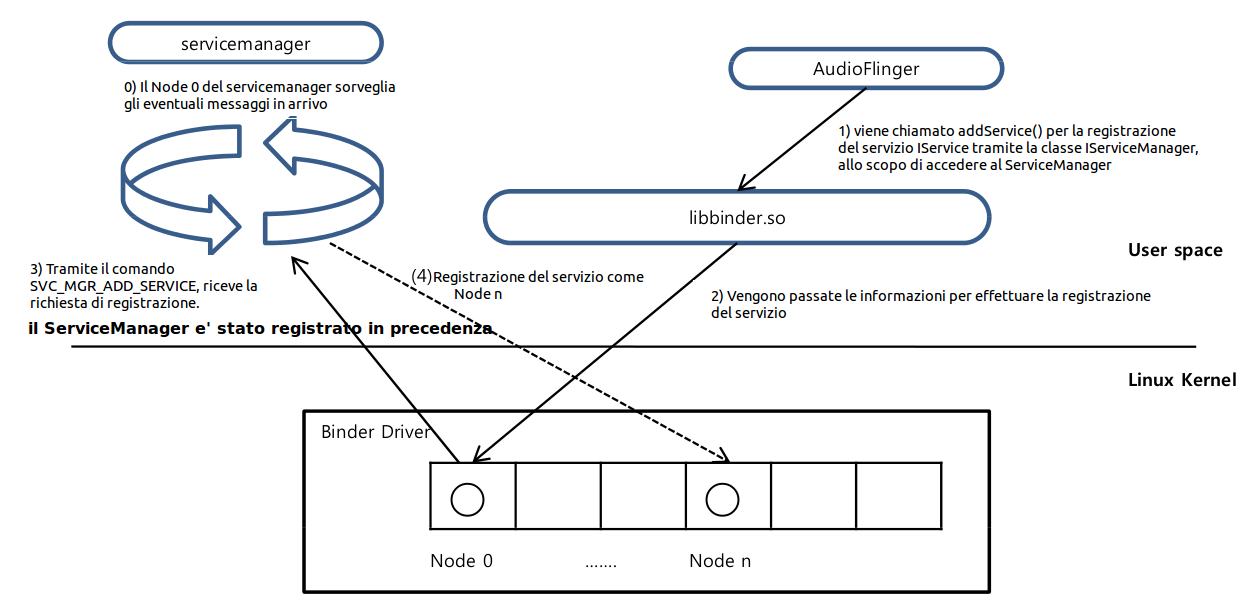 servicemanager
0) Il Node 0 del servicemanager sorveglia
gli eventuali messaggi in arrivo
AudioFlinger
1) viene chiamato addService() per la registrazione
del servizio IService tramite la classe IServiceManager,
allo scopo di accedere al ServiceManager
libbinder.so
User space
3) Tramite il comando
SVC_MGR_ADD_SERVICE, riceve la
richiesta di registrazione.
il ServiceManager e' stato registrato in precedenza
(4)Registrazione del servizio come
Node n
2) Vengono passate le informazioni per effettuare la registrazione
del servizio
Linux Kernel
Binder Driver
Node 0
.......
Node n